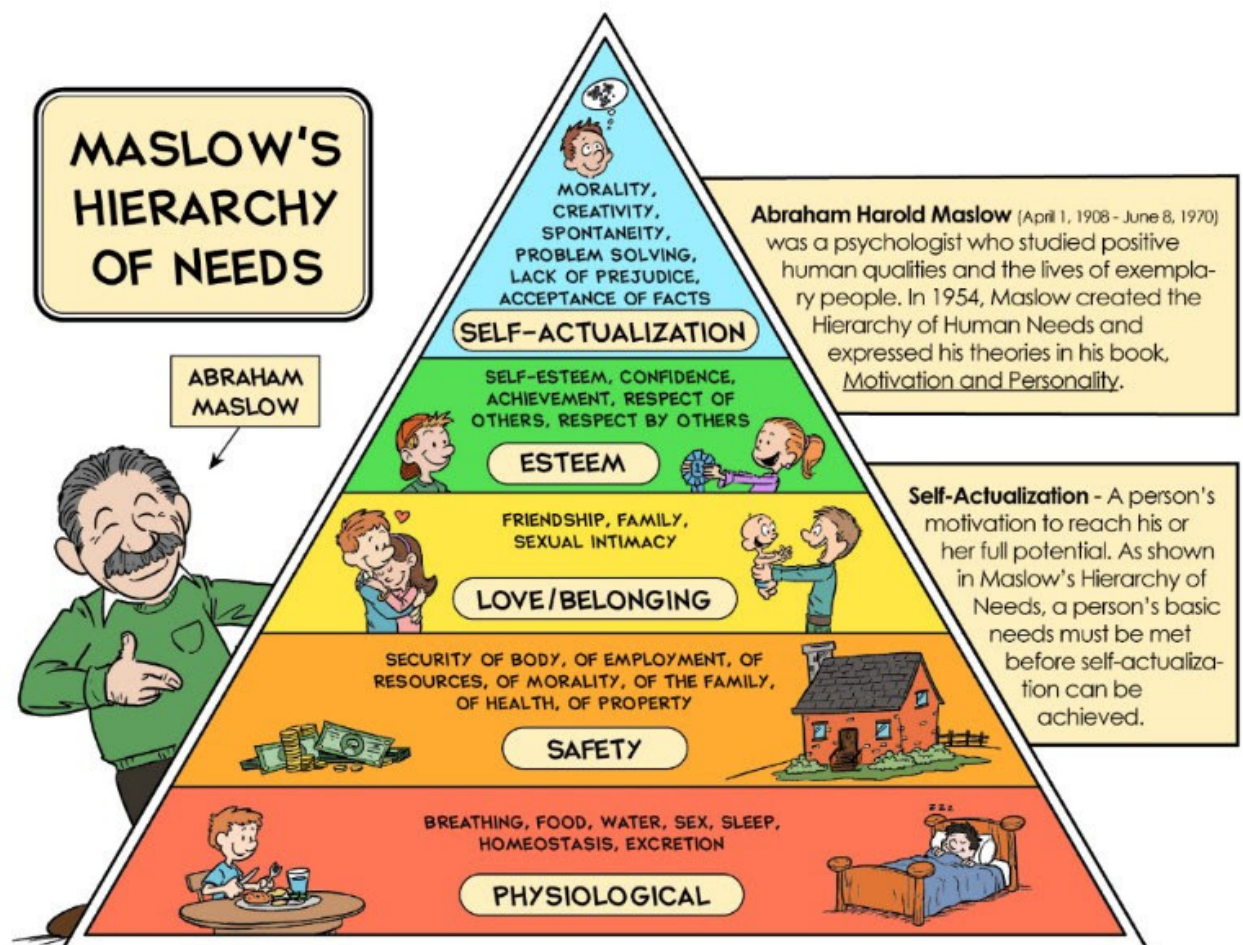 MASLOW'S
HIERARCHY
OF NEEDS
ABRAHAM
MASLOW
MORALITY,
CREATIVITY,
SPONTANEITY,
PROBLEM SOLVING,
LACK OF PREJUDICE,
ACCEPTANCE OF FACTS
SELF-ACTUALIZATION
SELF-ESTEEM, CONFIDENCE,
ACHIEVEMENT, RESPECT OF
OTHERS, RESPECT BY OTHERS
ESTEEM
1
FRIENDSHIP, FAMILY,
SEXUAL INTIMACY
LOVE/BELONGING
SECURITY OF BODY, OF EMPLOYMENT, OF
RESOURCES, OF MORALITY, OF THE FAMILY,
OF HEALTH, OF PROPERTY
SAFETY
BREATHING, FOOD, WATER, SEX, SLEEP,
HOMEOSTASIS, EXCRETION
PHYSIOLOGICAL
zzz
Abraham Harold Maslow (April 1, 1908 - June 8, 1970)
was a psychologist who studied positive
human qualities and the lives of exempla-
ry people. In 1954, Maslow created the
Hierarchy of Human Needs and
expressed his theories in his book,
Motivation and Personality.
Self-Actualization - A person's
motivation to reach his or
her full potential. As shown
in Maslow's Hierarchy of
Needs, a person's basic
needs must be met
before self-actualiza-
tion can be
achieved.